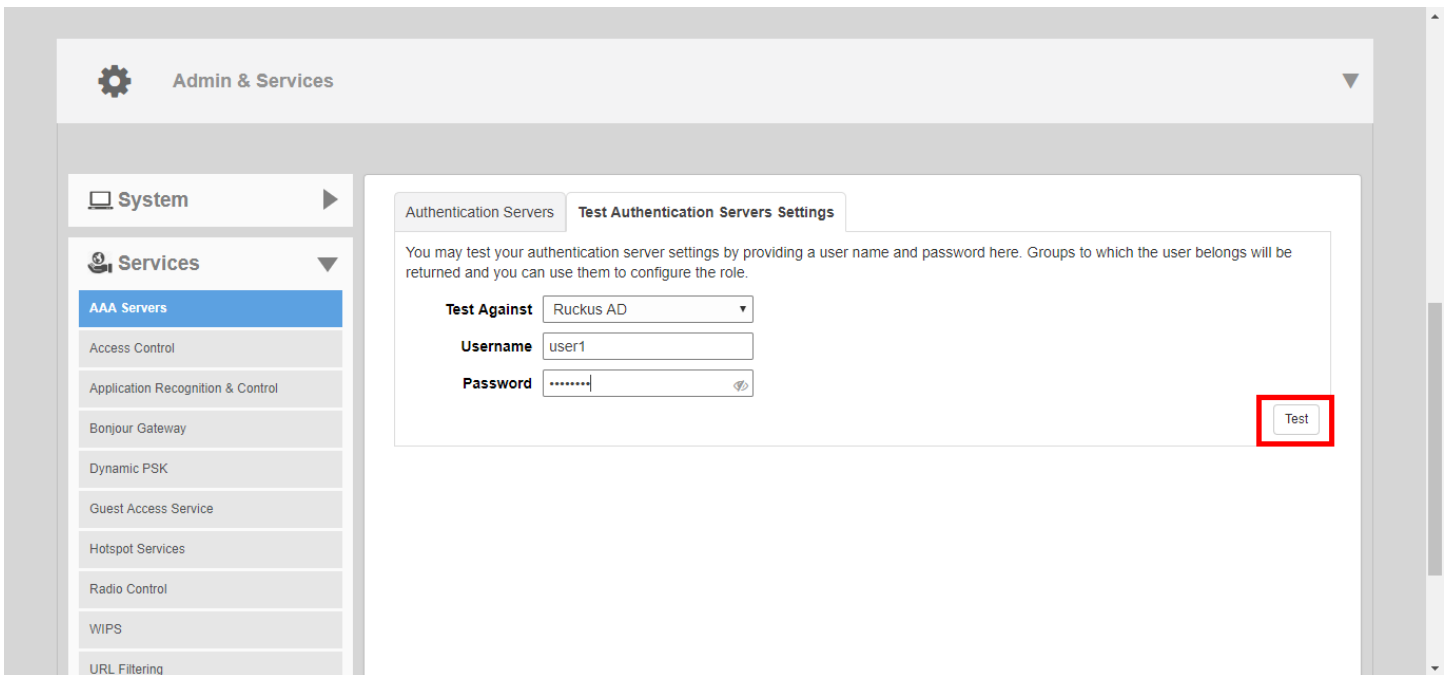 Admin & Services
System
Services
AAA Servers
Access Control
Application Recognition & Control
Bonjour Gateway
Dynamic PSK
Guest Access Service
Hotspot Services
Radio Control
WIPS
URL Filtering
Authentication Servers
Test Authentication Servers Settings
You may test your authentication server settings by providing a user name and password here. Groups to which the user belongs will be
returned and you can use them to configure the role.
Test Against Ruckus AD
Username user1
Password ••••••••
Test